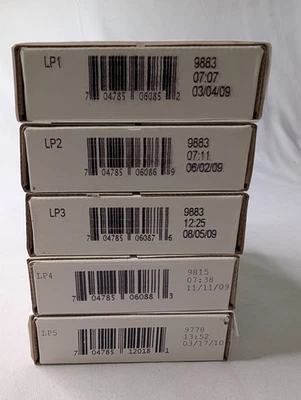 LP1
9883
07:07
03/04/09
7 04785 06085 2
LP2
9883
07:11
06/02/09
7 04785 06086 9
LP3
9883
12:25
08/05/09
7 04785 06087 6
LP4
9815
07:38
11/11/09
7 04785 06088 3
LP5
9778
13:52
03/17/10
7 04785 12018 1